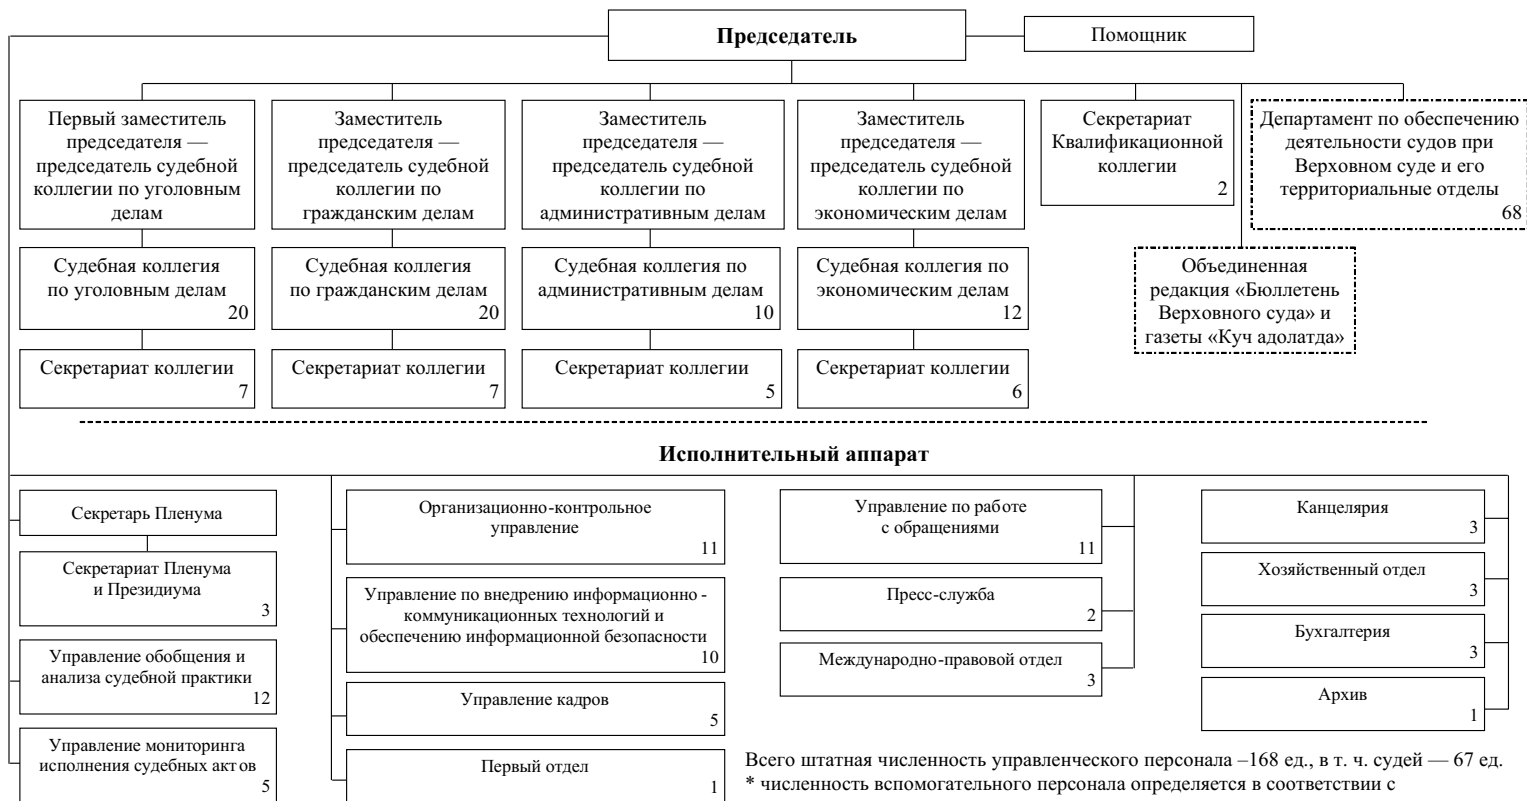 Председатель
Помощник
Первый заместитель
председателя —
председатель судебной
коллегии по уголовным
делам
Заместитель
председателя —
председатель судебной
коллегии по
гражданским делам
Заместитель
председателя —
председатель судебной
коллегии по
административным делам
Заместитель
председателя —
председатель судебной
коллегии по
экономическим делам
Секретариат
Квалификационной
коллегии
2
Департамент по обеспечению
деятельности судов при
Верховном суде и его
территориальные отделы
68
Судебная коллегия
по уголовным делам
20
Судебная коллегия
по гражданским делам
20
Судебная коллегия по
административным делам
10
Судебная коллегия по
экономическим делам
12
Объединенная
редакция «Бюллетень
Верховного суда» и
газеты «Куч адолатда»
Секретариат коллегии
7
Секретариат коллегии
7
Секретариат коллегии
5
Секретариат коллегии
6
Исполнительный аппарат
Секретарь Пленума
Секретариат Пленума
и Президиума
3
Управление обобщения и
анализа судебной практики
12
Управление мониторинга
исполнения судебных актов
5
Организационно-контрольное
управление
11
Управление по внедрению информационно -
коммуникационных технологий и
обеспечению информационной безопасности
10
Управление кадров
5
Первый отдел
1
Управление по работе
с обращениями
11
Пресс-служба
2
Международно-правовой отдел
3
Канцелярия
3
Хозяйственный отдел
3
Бухгалтерия
3
Архив
1
Всего штатная численность управленческого персонала –168 ед., в т. ч. судей — 67 ед.
* численность вспомогательного персонала определяется в соответствии с